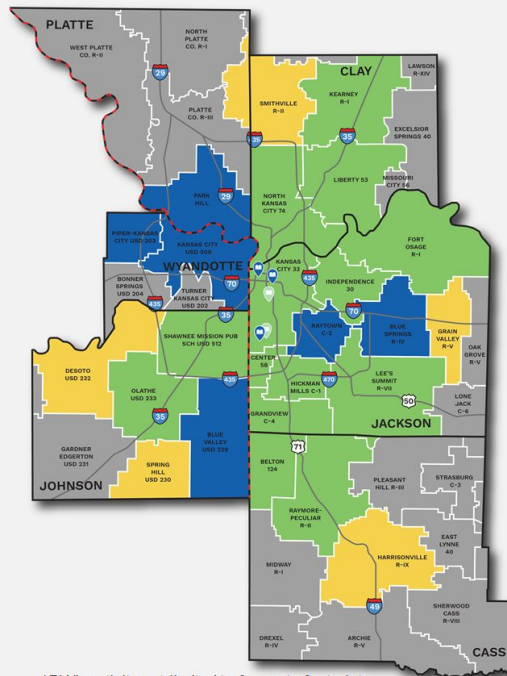 PLATTE
NORTH
PLATTE
CO. R-I
WEST PLATTE
CO. R-II
29
PLATTE
CO. R-III
CLAY
LAWSON
R-XIV
KEARNEY
R-I
SMITHVILLE
R-II
EXCELSIOR
SPRINGS 40
35
435
LIBERTY 53
MISSOURI
CITY 56
PARK
HILL
29
NORTH
KANSAS
CITY 74
PIPER-KANSAS
CITY USD 203
KANSAS CITY
USD 500
FORT
OSAGE
R-I
WYANDOTTE
KANSAS
CITY 33
BONNER
SPRINGS
USD 204
TURNER
KANSAS CITY
USD 202
70
435
INDEPENDENCE
30
435
35
70
SHAWNEE MISSION PUB
SCH USD 512
RAYTOWN
C-2
BLUE
SPRINGS
R-IV
GRAIN
VALLEY
R-V
OAK
GROVE
R-V
CENTER
58
DESOTO
USD 232
OLATHE
USD 233
435
HICKMAN
MILLS C-1
470
LEE'S
SUMMIT
R-VII
50
LONE
JACK
C-6
35
GRANDVIEW
C-4
JACKSON
BLUE
VALLEY
USD 229
71
GARDNER
EDGERTON
USD 231
SPRING
HILL
USD 230
BELTON
124
JOHNSON
PLEASANT
HILL R-III
STRASBURG
C-3
RAYMORE-
PECULIAR
R-II
EAST
LYNNE
40
MIDWAY
R-I
HARRISONVILLE
R-IX
49
SHERWOOD
CASS
R-VIII
DREXEL
R-IV
ARCHIE
R-V
CASS